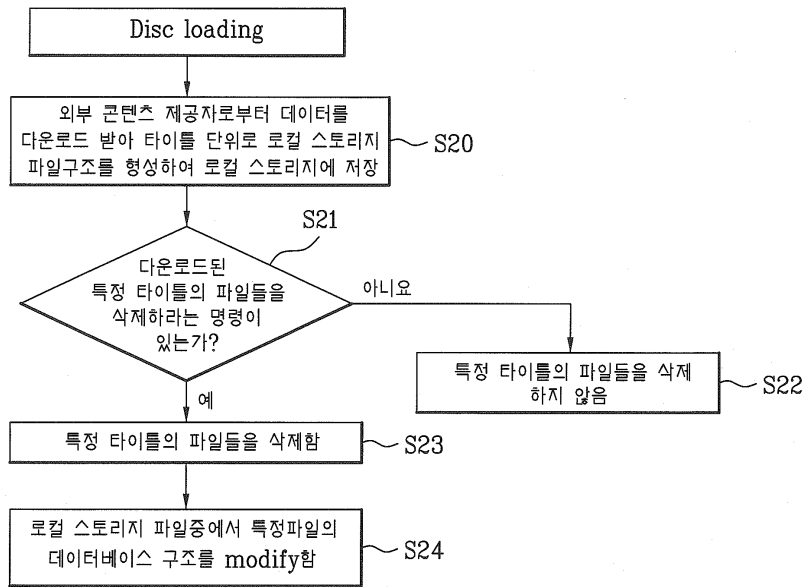 Disc loading
외부 콘텐츠 제공자로부터 데이터를
다운로드 받아 타이틀 단위로 로컬 스토리지
파일구조를 형성하여 로컬 스토리지에 저장
S20
S21
다운로드된
특정 타이틀의 파일들을
삭제하라는 명령이
있는가?
아니요
특정 타이틀의 파일들을 삭제
하지 않음
S22
예
특정 타이틀의 파일들을 삭제함
S23
로컬 스토리지 파일중에서 특정파일의
데이터베이스 구조를 modify함
S24